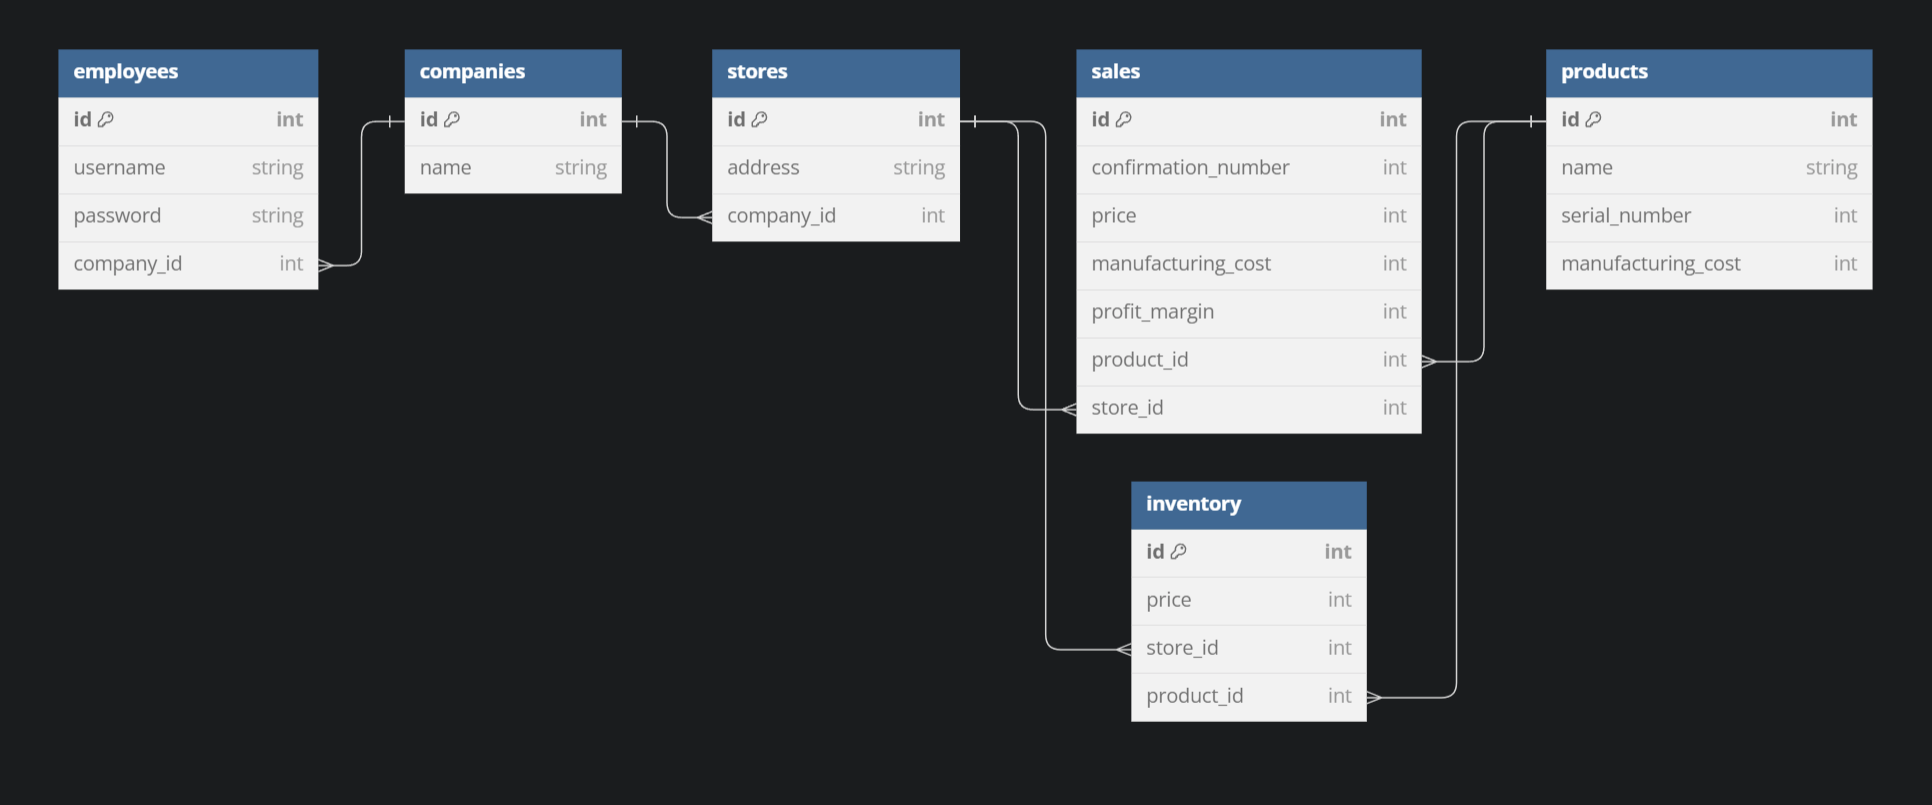 employees
id int
username string
password string
company_id int
companies
id int
name string
stores
id int
address string
company_id int
sales
id int
confirmation_number int
price int
manufacturing_cost int
profit_margin int
product_id int
store_id int
products
id int
name string
serial_number int
manufacturing_cost int
inventory
id int
price int
store_id int
product_id int